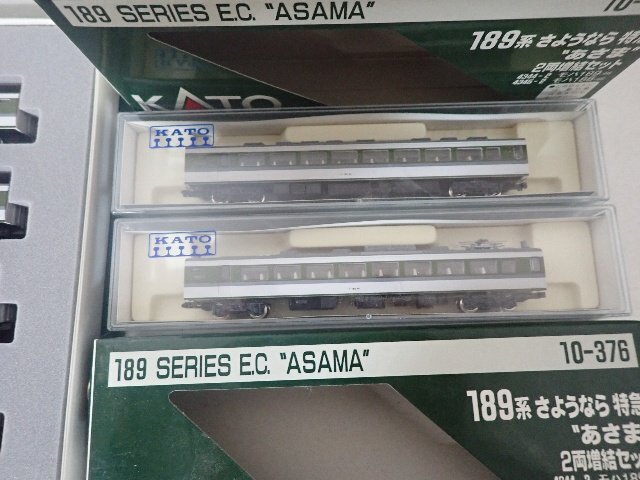 189 SERIES E.C. "ASAMA"
10-
189系 さようなら 特急
"あさま
2両増結セット
KATO
KATO
KATO
189 SERIES E.C. "ASAMA"
10-376
189系 さようなら 特急
"あさま
2両増結セッ